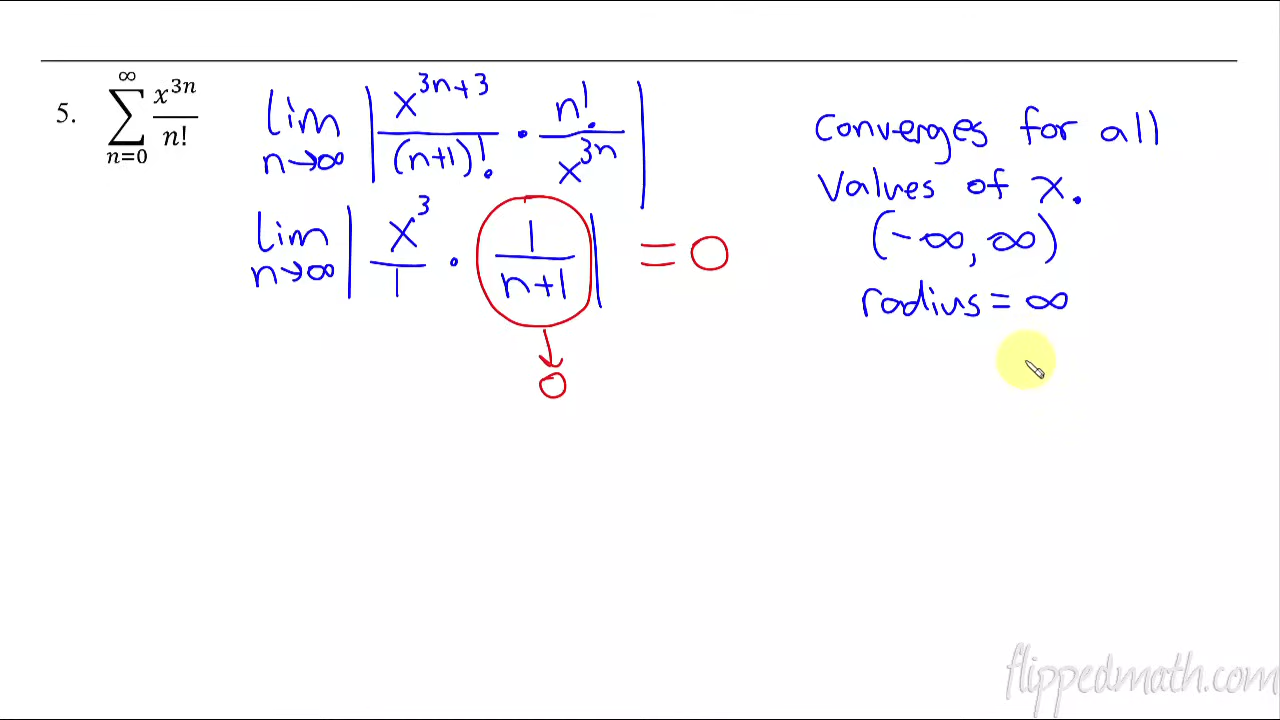 5. ∑_{n=0}^{∞} x^{3n}/n!
lim_{n→∞} | x^{3n+3}/(n+1)! · n!/x^{3n} |
lim_{n→∞} | x^3/1 · 1/(n+1) | = 0
0
Converges for all
values of x.
(-∞, ∞)
radius = ∞
flippedmath.com